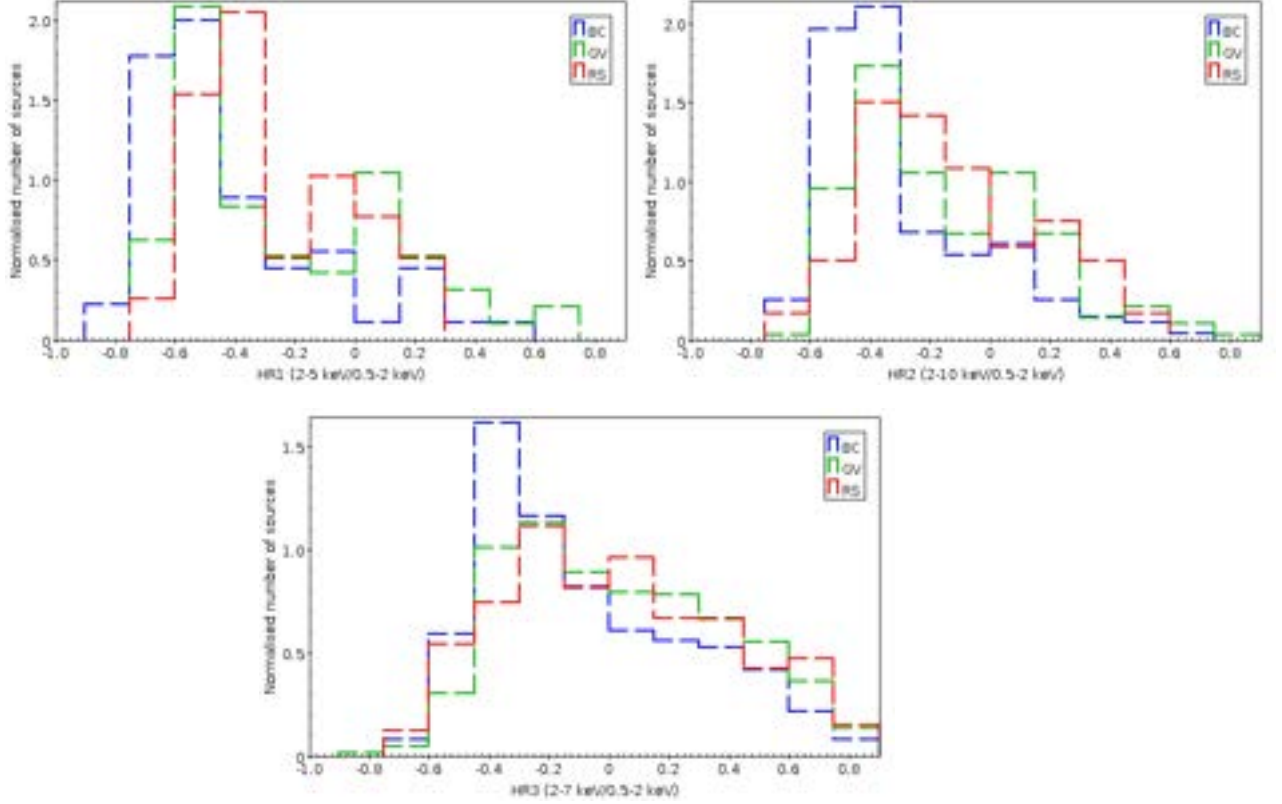 Normalised number of sources
2.0
1.5
1.0
0.5
0
-1.0 -0.8 -0.6 -0.4 -0.2 0 0.2 0.4 0.6 0.8
HR1 (2-5 keV/0.5-2 keV)
BC
GV
RS
Normalised number of sources
2.0
1.5
1.0
0.5
0
-1.0 -0.8 -0.6 -0.4 -0.2 0 0.2 0.4 0.6 0.8
HR2 (2-10 keV/0.5-2 keV)
BC
GV
RS
Normalised number of sources
1.5
1.0
0.5
0
-1.0 -0.8 -0.6 -0.4 -0.2 0 0.2 0.4 0.6 0.8
HR3 (2-7 keV/0.5-2 keV)
BC
GV
RS